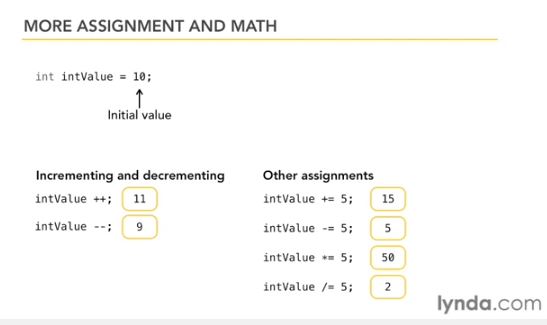 MORE ASSIGNMENT AND MATH
int intValue = 10;
Initial value
Incrementing and decrementing
intValue ++; 11
intValue --; 9
Other assignments
intValue += 5; 15
intValue -= 5; 5
intValue *= 5; 50
intValue /= 5; 2
lynda.com